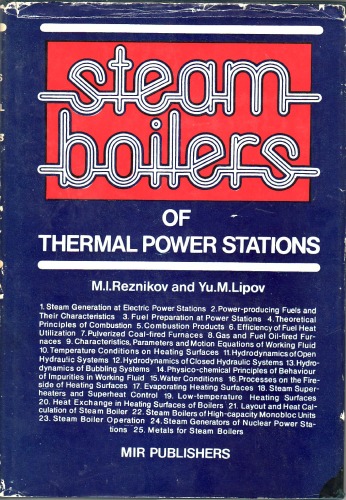 steam
boilers
OF
THERMAL POWER STATIONS
M.I.Reznikov and Yu.M.Lipov
1. Steam Generation at Electric Power Stations 2. Power-producing Fuels and
Their Characteristics 3. Fuel Preparation at Power Stations 4. Theoretical
Principles of Combustion 5. Combustion Products 6. Efficiency of Fuel Heat
Utilization 7. Pulverized Coal-fired Furnaces 8. Gas and Fuel Oil-fired Fur-
naces 9. Characteristics, Parameters and Motion Equations of Working Fluid
10. Temperature Conditions on Heating Surfaces 11. Hydrodynamics of Open
Hydraulic Systems 12. Hydrodynamics of Closed Hydraulic Systems 13. Hydro-
dynamics of Bubbling Systems 14. Physico-chemical Principles of Behaviour
of Impurities in Working Fluid 15. Water Conditions 16. Processes on the Fire-
side of Heating Surfaces 17. Evaporating Heating Surfaces 18. Steam Super-
heaters and Superheat Control 19. Low-temperature Heating Surfaces
20. Heat Exchange in Heating Surfaces of Boilers 21. Layout and Heat Cal-
culation of Steam Boiler 22. Steam Boilers of High-capacity Monobloc Units
23. Steam Boiler Operation 24. Steam Generators of Nuclear Power Sta-
tions 25. Metals for Steam Boilers
MIR PUBLISHERS